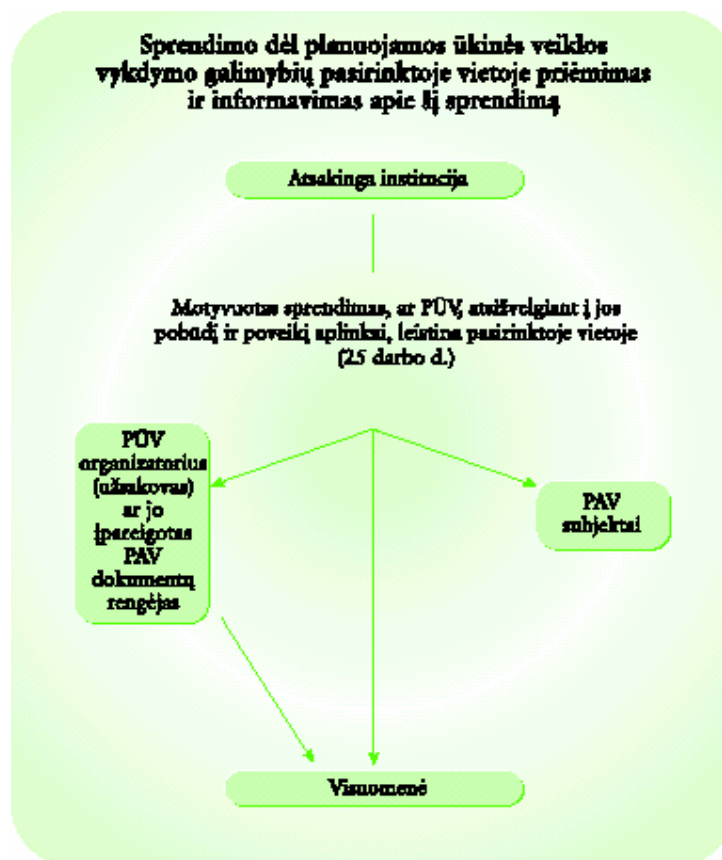 Sprendimo dėl planuojamos ūkinės veiklos
vykdymo galimybių pasirinktoje vietoje priėmimas
ir informavimas apie šį sprendimą
Atsakinga institucija
Motyvuotas sprendimas, ar PŪV, atsižvelgiant į jos
pobūdį ir poveikį aplinkai, leistina pasirinktoje vietoje
(25 darbo d.)
PŪV
organizatorius
(užsakovas)
ar jo
įpareigotas
PAV
dokumentų
rengėjas
PAV
subjektai
Visuomenė